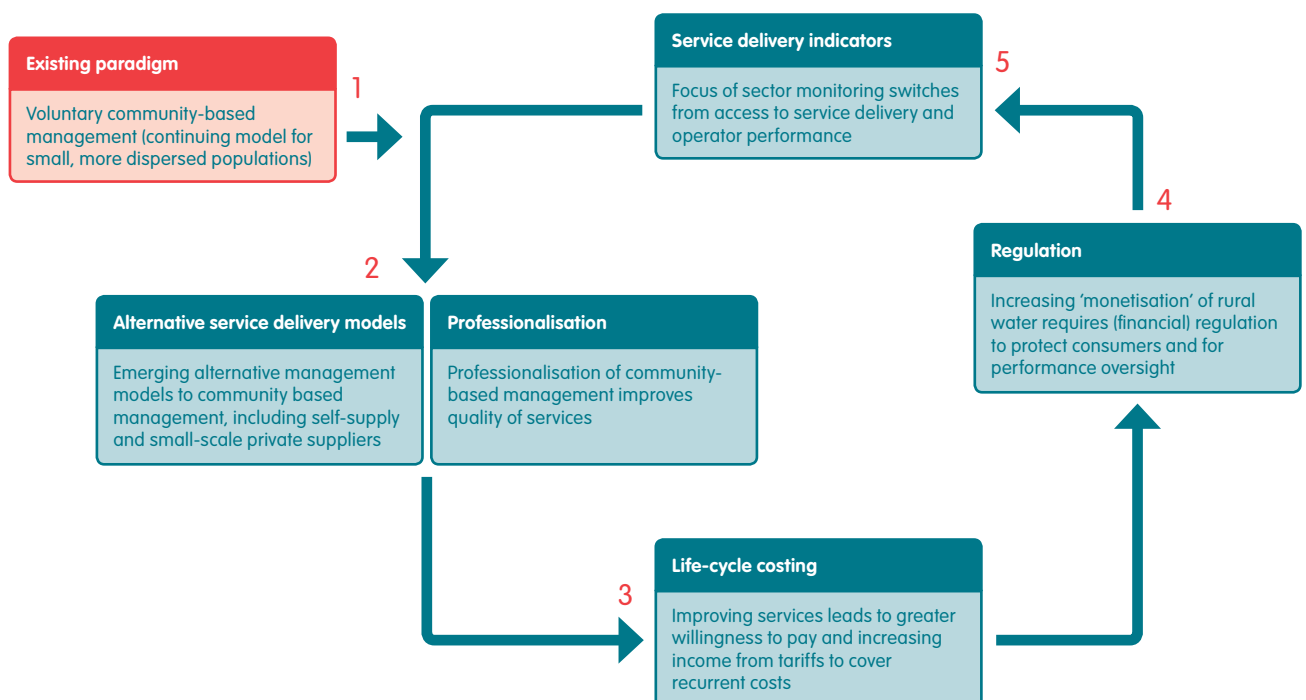 Existing paradigm
Voluntary community-based
management (continuing model for
small, more dispersed populations)
1
Service delivery indicators
Focus of sector monitoring switches
from access to service delivery and
operator performance
5
2
Alternative service delivery models
Emerging alternative management
models to community based
management, including self-supply
and small-scale private suppliers
Professionalisation
Professionalisation of community-
based management improves
quality of services
4
Regulation
Increasing ‘monetisation’ of rural
water requires (financial) regulation
to protect consumers and for
performance oversight
3
Life-cycle costing
Improving services leads to greater
willingness to pay and increasing
income from tariffs to cover
recurrent costs